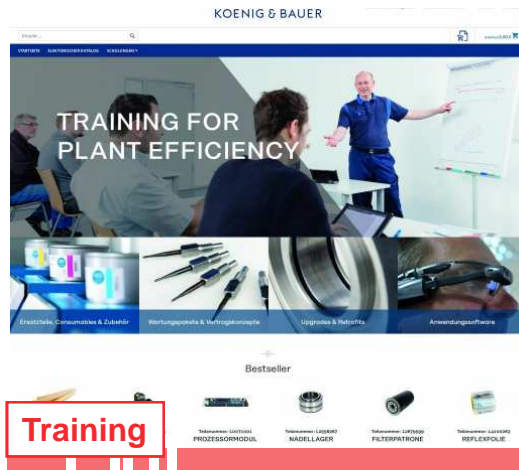 KOENIG & BAUER
STARTSEITE ELEKTRONISCHER KATALOG SCHULUNGEN
TRAINING FOR
PLANT EFFICIENCY
Ersatzteile, Consumables & Zubehör
Wartungspakete & Vertragskonzepte
Upgrades & Retrofits
Anwendungssoftware
Bestseller
PROZESSORMODUL
NADELLAGER
FILTERPATRONE
REFLEXFOLIE
Training